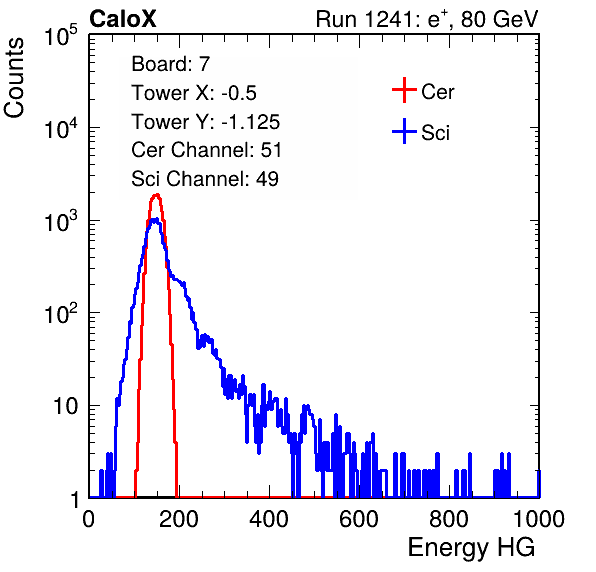 CaloX Run 1241: e⁺, 80 GeV
Counts
10⁵
10⁴
10³
10²
10
1
Board: 7
Tower X: -0.5
Tower Y: -1.125
Cer Channel: 51
Sci Channel: 49
Cer
Sci
0 200 400 600 800 1000
Energy HG